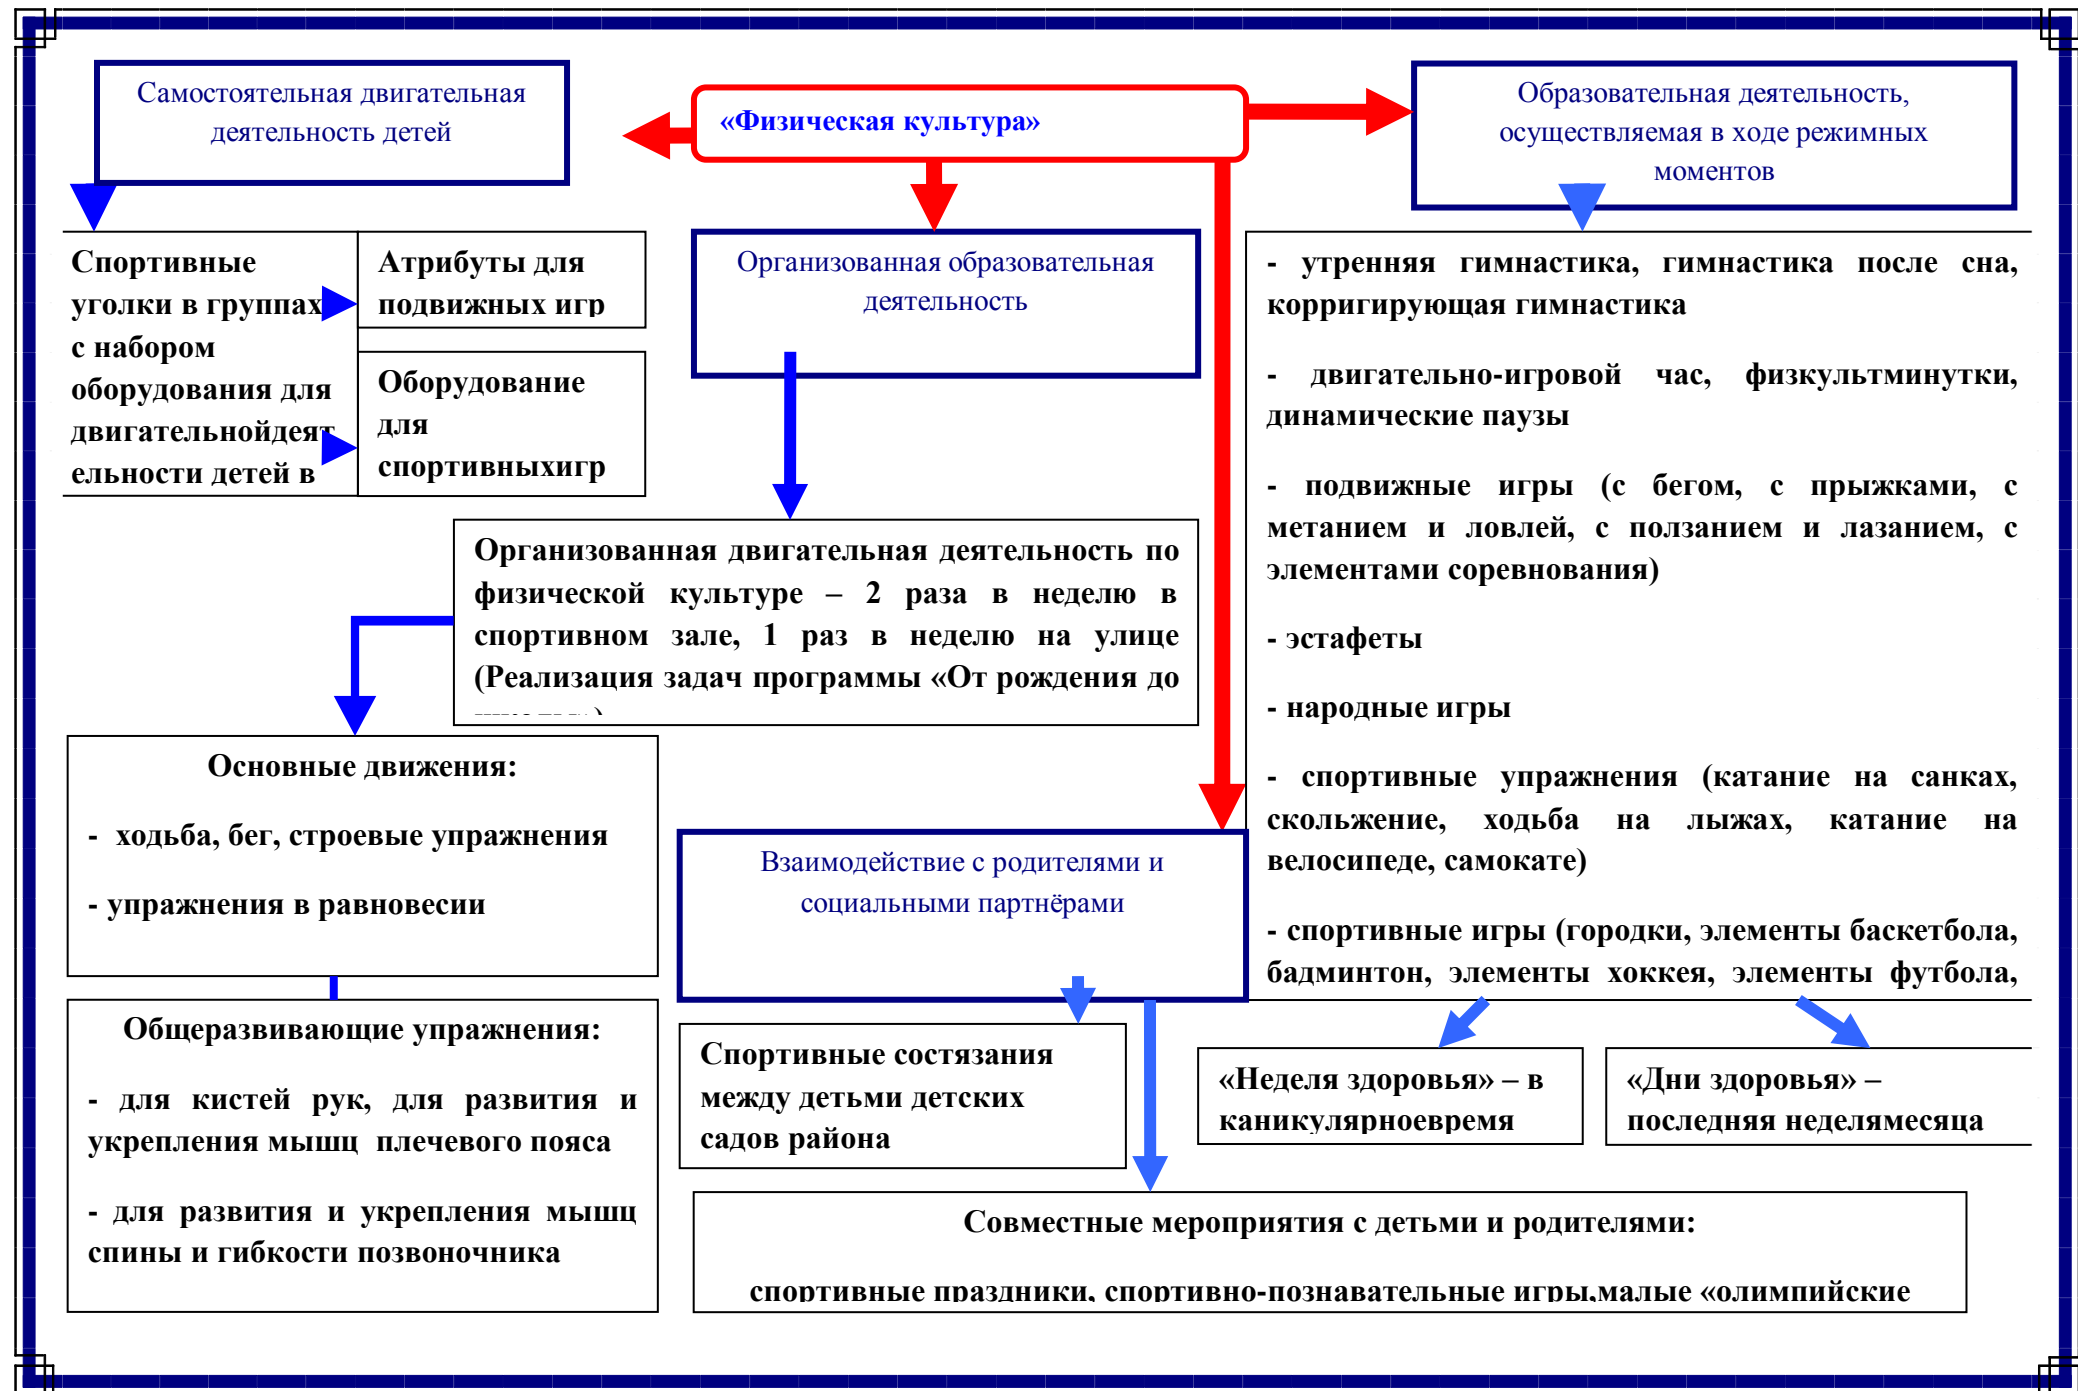 Самостоятельная двигательная
деятельность детей
«Физическая культура»
Образовательная деятельность,
осуществляемая в ходе режимных
моментов
Спортивные
уголки в группах
с набором
оборудования для
двигательнойдеят
ельности детей в
Атрибуты для
подвижных игр
Оборудование
для
спортивныхигр
Организованная образовательная
деятельность
- утренняя гимнастика, гимнастика после сна,
корригирующая гимнастика
- двигательно-игровой час, физкультминутки,
динамические паузы
- подвижные игры (с бегом, с прыжками, с
метанием и ловлей, с ползанием и лазанием, с
элементами соревнования)
- эстафеты
- народные игры
- спортивные упражнения (катание на санках,
скольжение, ходьба на лыжах, катание на
велосипеде, самокате)
- спортивные игры (городки, элементы баскетбола,
бадминтон, элементы хоккея, элементы футбола,
Организованная двигательная деятельность по
физической культуре – 2 раза в неделю в
спортивном зале, 1 раз в неделю на улице
(Реализация задач программы «От рождения до
Основные движения:
- ходьба, бег, строевые упражнения
- упражнения в равновесии
Взаимодействие с родителями и
социальными партнёрами
Общеразвивающие упражнения:
- для кистей рук, для развития и
укрепления мышц плечевого пояса
- для развития и укрепления мышц
спины и гибкости позвоночника
Спортивные состязания
между детьми детских
садов района
«Неделя здоровья» – в
каникулярноевремя
«Дни здоровья» –
последняя неделямесяца
Совместные мероприятия с детьми и родителями:
спортивные праздники, спортивно-познавательные игры,малые «олимпийские